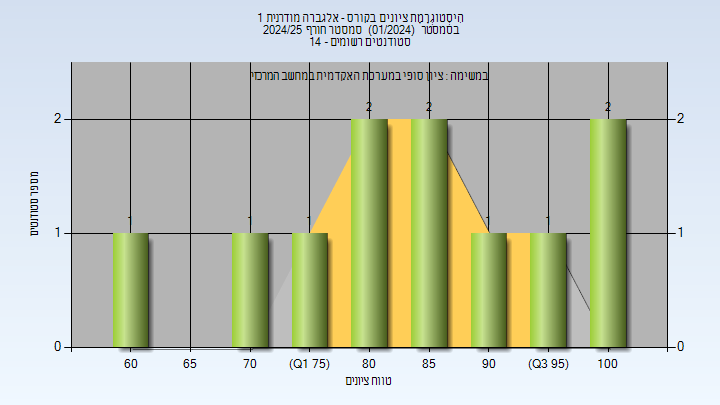 היסטוגרמת ציונים בקורס - אלגברה מודרנית 1
בסמסטר (01/2024) סמסטר חורף 2024/25
סטודנטים רשומים - 14
במשימה : ציון סופי במערכת האקדמית במחשב המרכזי
מספר סטודנטים
2 2 2 2 2
1 1 1 1 1 1 1
0 0
60 65 70 (Q1 75) 80 85 90 (Q3 95) 100
טווח ציונים